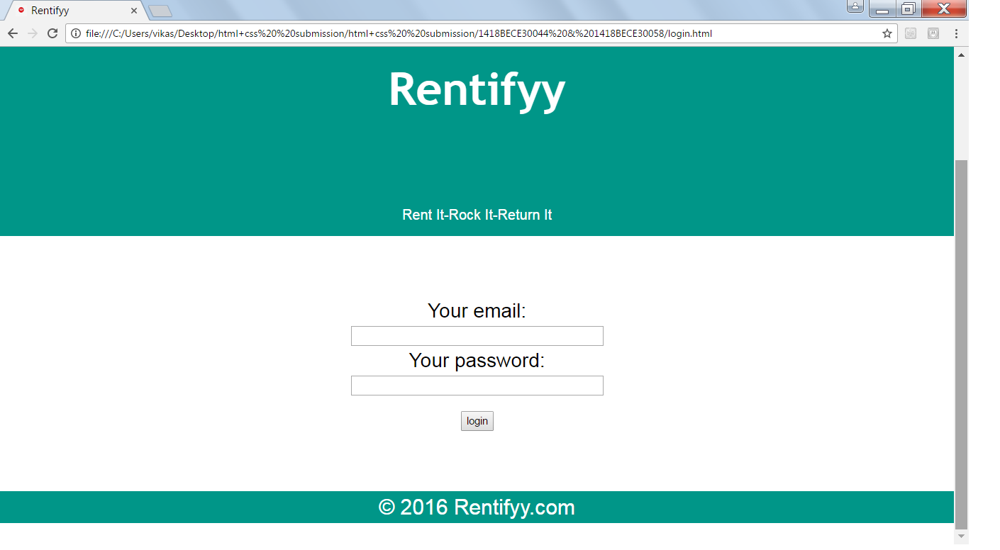 Rentifyy
file:///C:/Users/vikas/Desktop/html+css%20%20submission/html+css%20%20submission/1418BECE30044%20&%201418BECE30058/login.html
Rentifyy
Rent It-Rock It-Return It
Your email:
Your password:
login
© 2016 Rentifyy.com